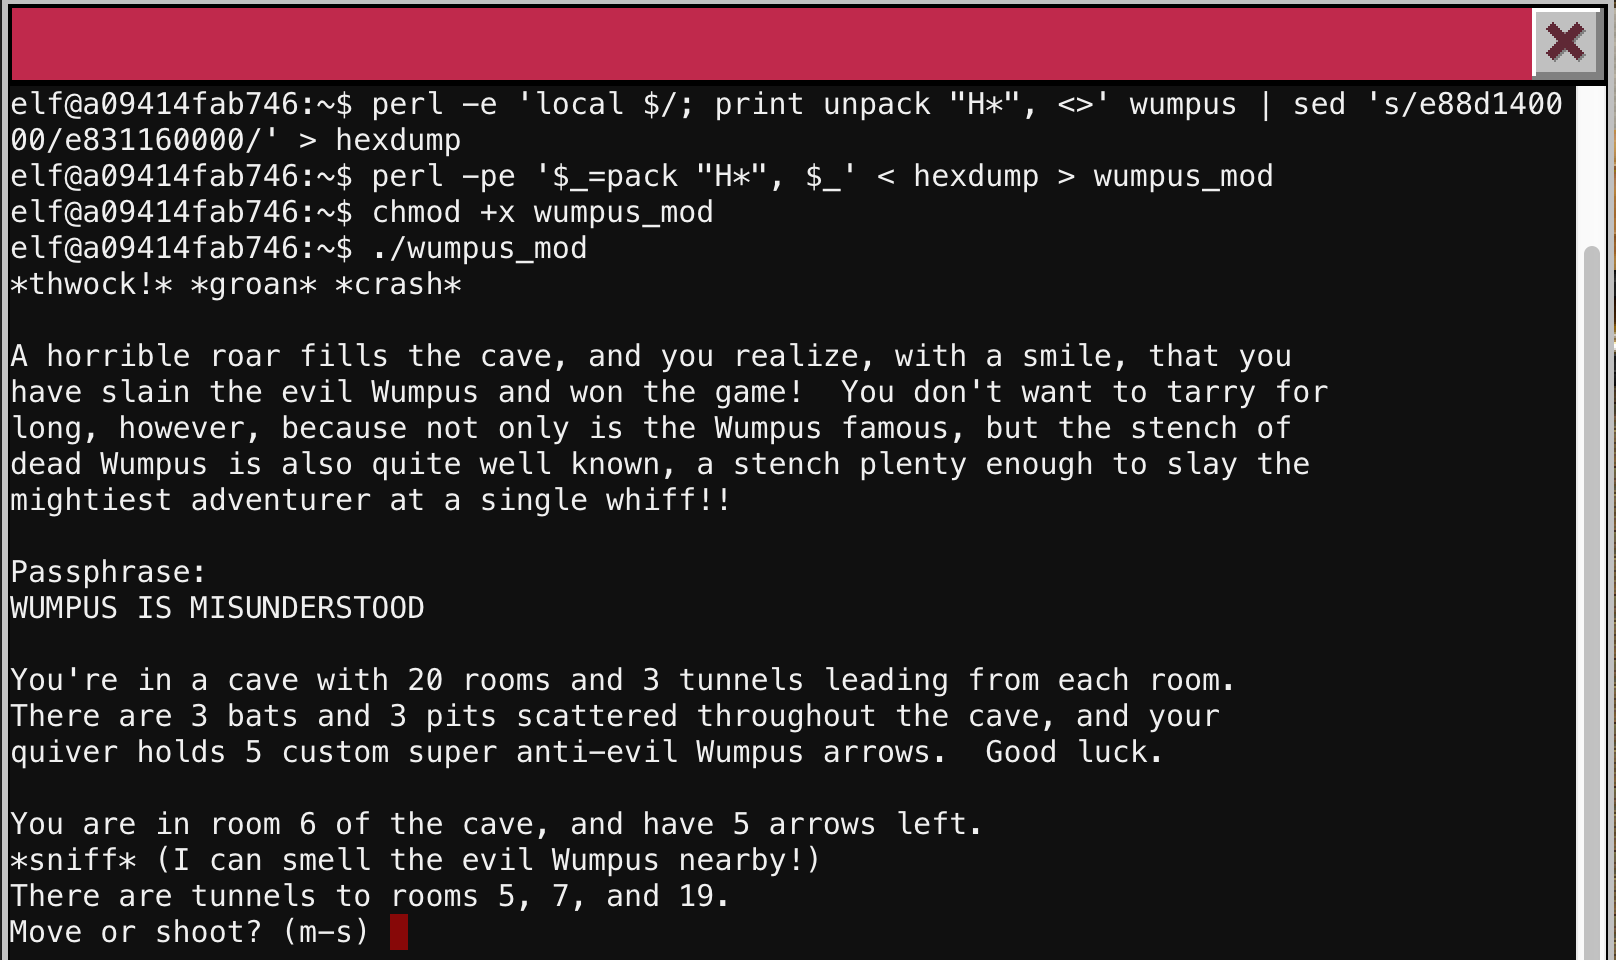 elf@a09414fab746:~$ perl -e 'local $/; print unpack "H*", <>' wumpus | sed 's/e88d1400
00/e831160000/' > hexdump
elf@a09414fab746:~$ perl -pe '$_=pack "H*", $_' < hexdump > wumpus_mod
elf@a09414fab746:~$ chmod +x wumpus_mod
elf@a09414fab746:~$ ./wumpus_mod
*thwock!* *groan* *crash*
A horrible roar fills the cave, and you realize, with a smile, that you
have slain the evil Wumpus and won the game!  You don't want to tarry for
long, however, because not only is the Wumpus famous, but the stench of
dead Wumpus is also quite well known, a stench plenty enough to slay the
mightiest adventurer at a single whiff!!
Passphrase:
WUMPUS IS MISUNDERSTOOD
You're in a cave with 20 rooms and 3 tunnels leading from each room.
There are 3 bats and 3 pits scattered throughout the cave, and your
quiver holds 5 custom super anti-evil Wumpus arrows.  Good luck.
You are in room 6 of the cave, and have 5 arrows left.
*sniff* (I can smell the evil Wumpus nearby!)
There are tunnels to rooms 5, 7, and 19.
Move or shoot? (m-s)